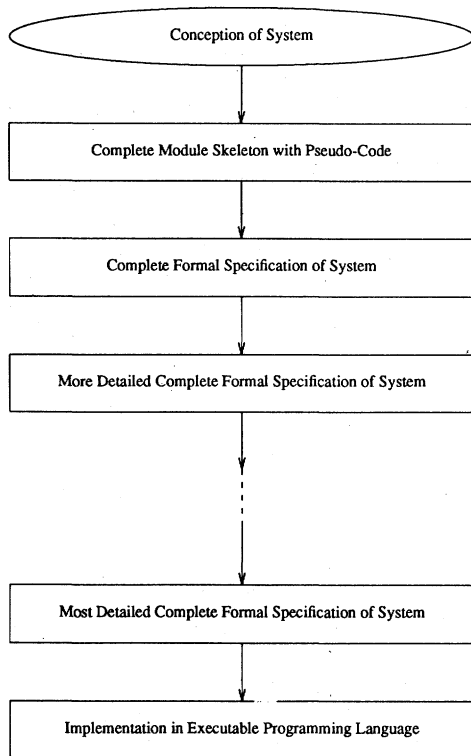 Conception of System
Complete Module Skeleton with Pseudo-Code
Complete Formal Specification of System
More Detailed Complete Formal Specification of System
Most Detailed Complete Formal Specification of System
Implementation in Executable Programming Language